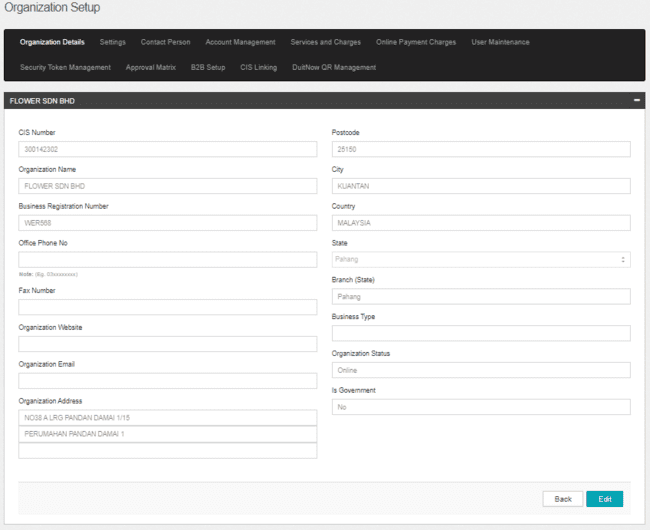 Organization Setup
Organization Details Settings Contact Person Account Management Services and Charges Online Payment Charges User Maintenance
Security Token Management Approval Matrix B2B Setup CIS Linking DuitNow QR Management
FLOWER SDN BHD
CIS Number
300142302
Organization Name
FLOWER SDN BHD
Business Registration Number
WER568
Office Phone No
Note: (Eg. 03xxxxxxxx)
Fax Number
Organization Website
Organization Email
Organization Address
NO38 A LRG PANDAN DAMAI 1/15
PERUMAHAN PANDAN DAMAI 1
Postcode
25150
City
KUANTAN
Country
MALAYSIA
State
Pahang
Branch (State)
Pahang
Business Type
Organization Status
Online
Is Government
No
Back Edit